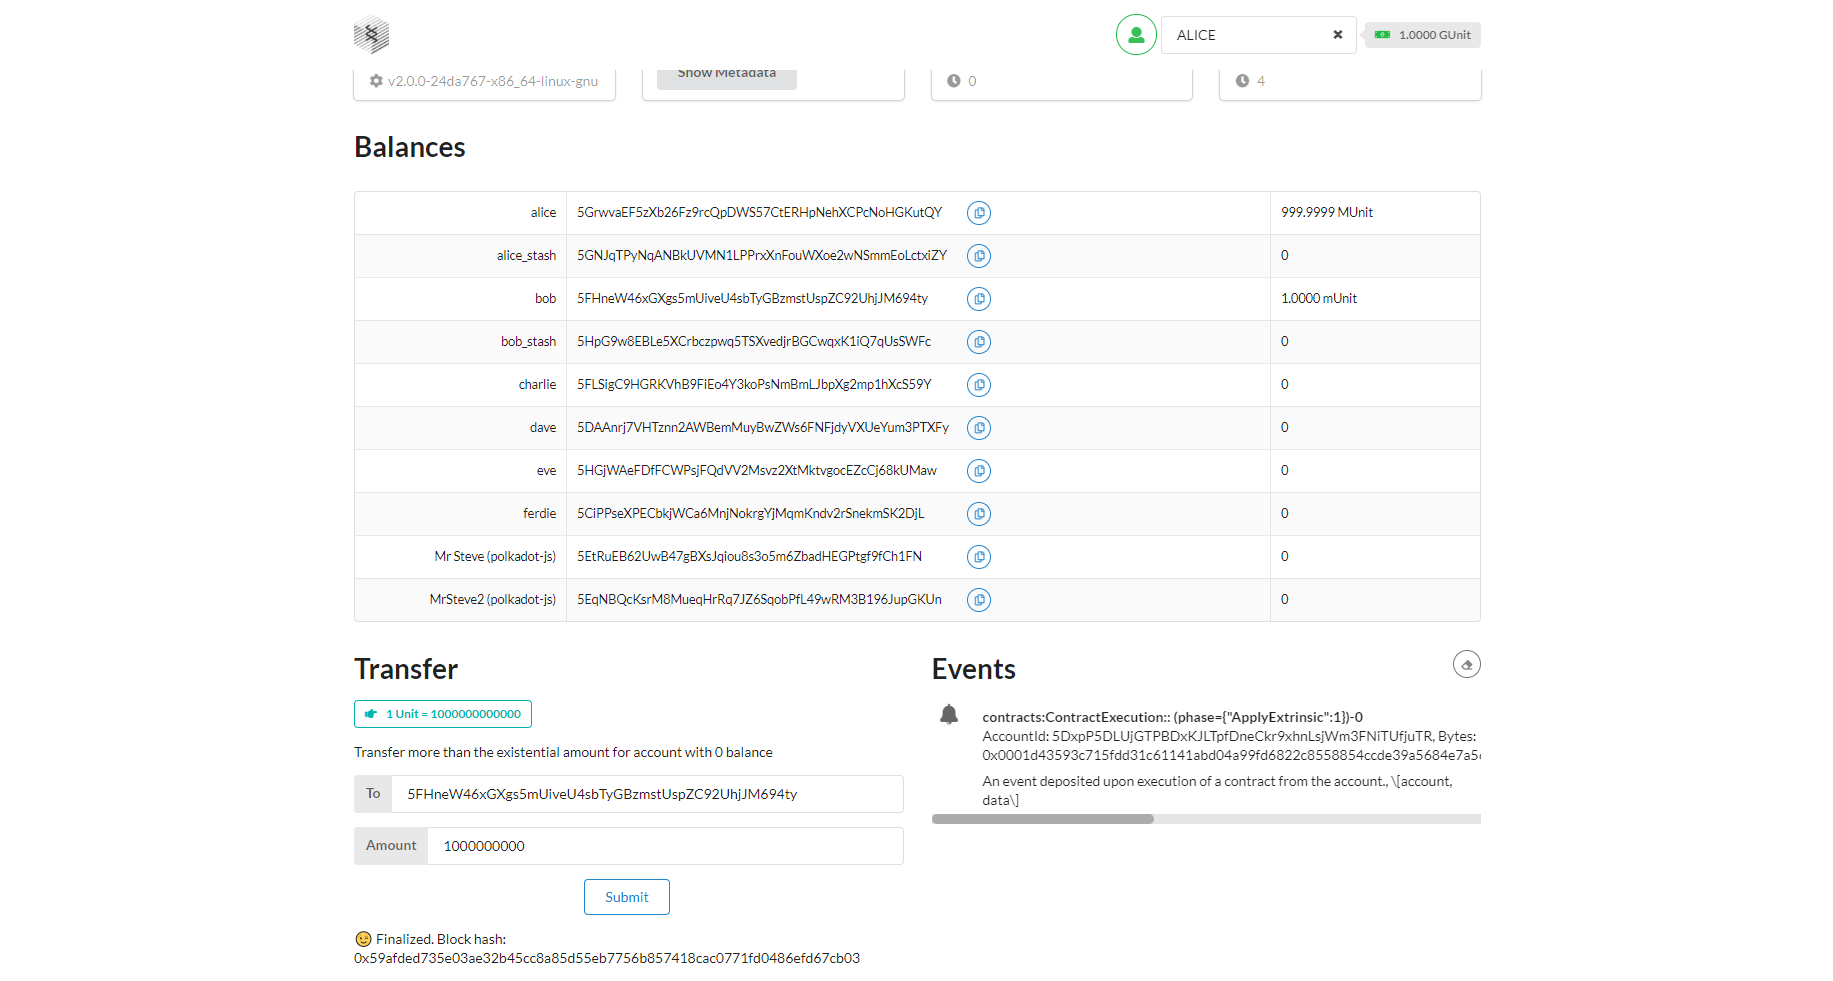 ALICE
1.0000 GUnit
v2.0.0-24da767-x86_64-linux-gnu
Show Metadata
0
4
Balances
alice 5GrwvaEF5zXb26Fz9rcQpDWS57CtERHpNehXCPcNoHGKutQY 999.9999 MUnit
alice_stash 5GNJqTPyNqANBkUVMN1LPPrxXnFouWXoe2wNSmmEoLctxiZY 0
bob 5FHneW46xGXgs5mUiveU4sbTyGBzmstUspZC92UhjJM694ty 1.0000 mUnit
bob_stash 5HpG9w8EBLe5XCrbczpwq5TSXvedjrBGCwqxK1iQ7qUsSWFc 0
charlie 5FLSigC9HGRKVhB9FiEo4Y3koPsNmBmLJbpXg2mp1hXcS59Y 0
dave 5DAAnrj7VHTznn2AWBemMuyBwZWs6FNFjdyVXUeYum3PTXFy 0
eve 5HGjWAeFDfFCWPsjFQdVV2Msvz2XtMktvgocEZcCj68kUMaw 0
ferdie 5CiPPseXPECbkjWCa6MnjNokrgYjMqmKndv2rSnekmSK2DjL 0
Mr Steve (polkadot-js) 5EtRuEB62UwB47gBXsJqiou8s3o5m6ZbadHEGPtgf9fCh1FN 0
MrSteve2 (polkadot-js) 5EqNBQcKsrM8MueqHrRq7JZ6SqobPfL49wRM3B196JupGKUn 0
Transfer
1 Unit = 1000000000000
Transfer more than the existential amount for account with 0 balance
To 5FHneW46xGXgs5mUiveU4sbTyGBzmstUspZC92UhjJM694ty
Amount 1000000000
Submit
😉 Finalized. Block hash:
0x59afded735e03ae32b45cc8a85d55eb7756b857418cac0771fd0486efd67cb03
Events
contracts:ContractExecution:: (phase={"ApplyExtrinsic":1})-0
AccountId: 5DxpP5DLUjGTPBDxKJLTpfDneCkr9xhnLsjWm3FNiTUfjuTR, Bytes:
0x0001d43593c715fdd31c61141abd04a99fd6822c8558854ccde39a5684e7a5
An event deposited upon execution of a contract from the account., \[account,
data\]